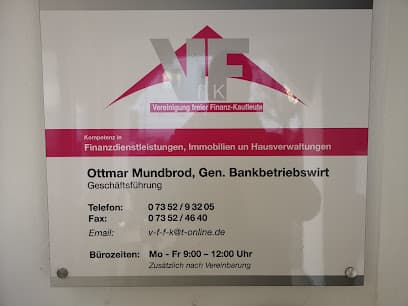 VfFK
Vereinigung freier Finanz-Kaufleute
Kompetenz in
Finanzdienstleistungen, Immobilien un Hausverwaltungen
Ottmar Mundbrod, Gen. Bankbetriebswirt
Geschäftsführung
Telefon: 0 73 52 / 9 32 05
Fax: 0 73 52 / 46 40
Email: v-f-f-k@t-online.de
Bürozeiten: Mo - Fr 9:00 – 12:00 Uhr
Zusätzlich nach Vereinbarung